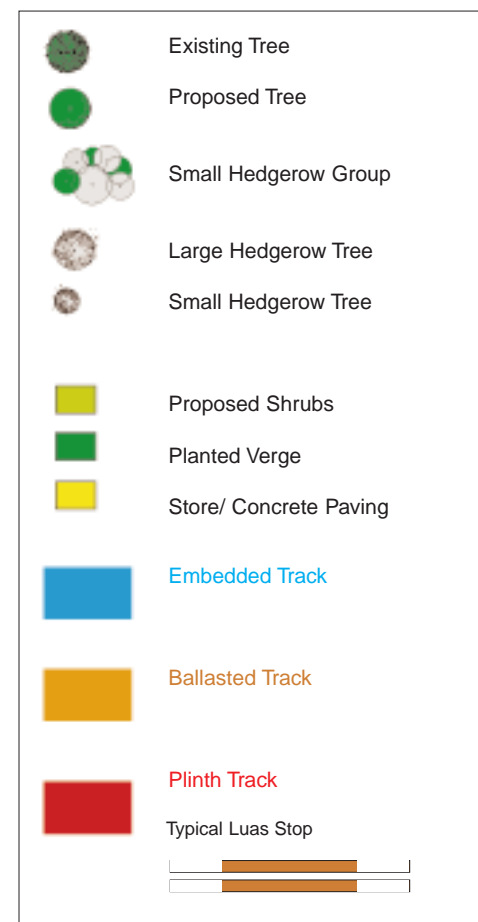 Existing Tree
Proposed Tree
Small Hedgerow Group
Large Hedgerow Tree
Small Hedgerow Tree
Proposed Shrubs
Planted Verge
Store/ Concrete Paving
Embedded Track
Ballasted Track
Plinth Track
Typical Luas Stop